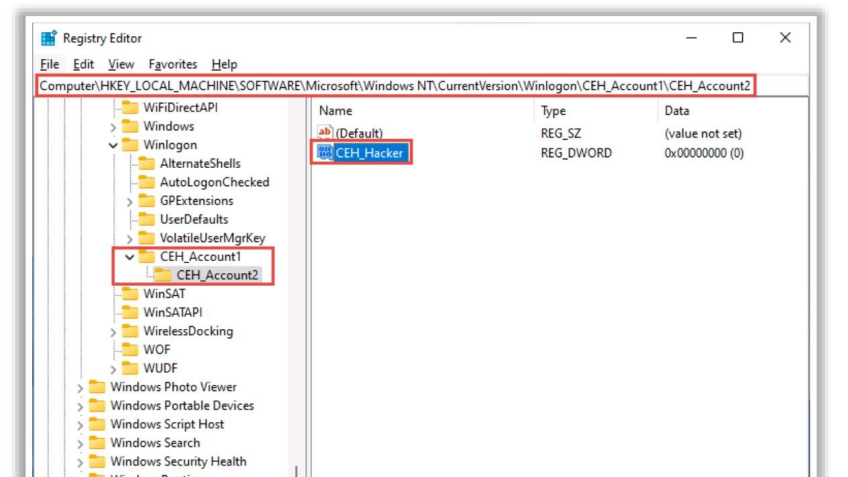 Registry Editor
File Edit View Favorites Help
Computer\HKEY_LOCAL_MACHINE\SOFTWARE\Microsoft\Windows NT\CurrentVersion\Winlogon\CEH_Account1\CEH_Account2
WiFiDirectAPI
Windows
Winlogon
AlternateShells
AutoLogonChecked
GPExtensions
UserDefaults
VolatileUserMgrKey
CEH_Account1
CEH_Account2
WinSAT
WinSATAPI
WirelessDocking
WOF
WUDF
Windows Photo Viewer
Windows Portable Devices
Windows Script Host
Windows Search
Windows Security Health
Name Type Data
ab (Default) REG_SZ (value not set)
CEH_Hacker REG_DWORD 0x00000000 (0)